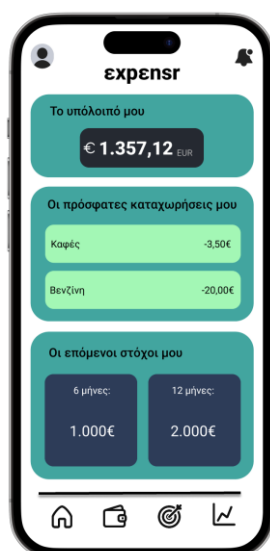 εxpεnsr
Το υπόλοιπό μου
€ 1.357,12 EUR
Οι πρόσφατες καταχωρήσεις μου
Καφές -3,50€
Βενζίνη -20,00€
Οι επόμενοι στόχοι μου
6 μήνες: 12 μήνες:
1.000€ 2.000€